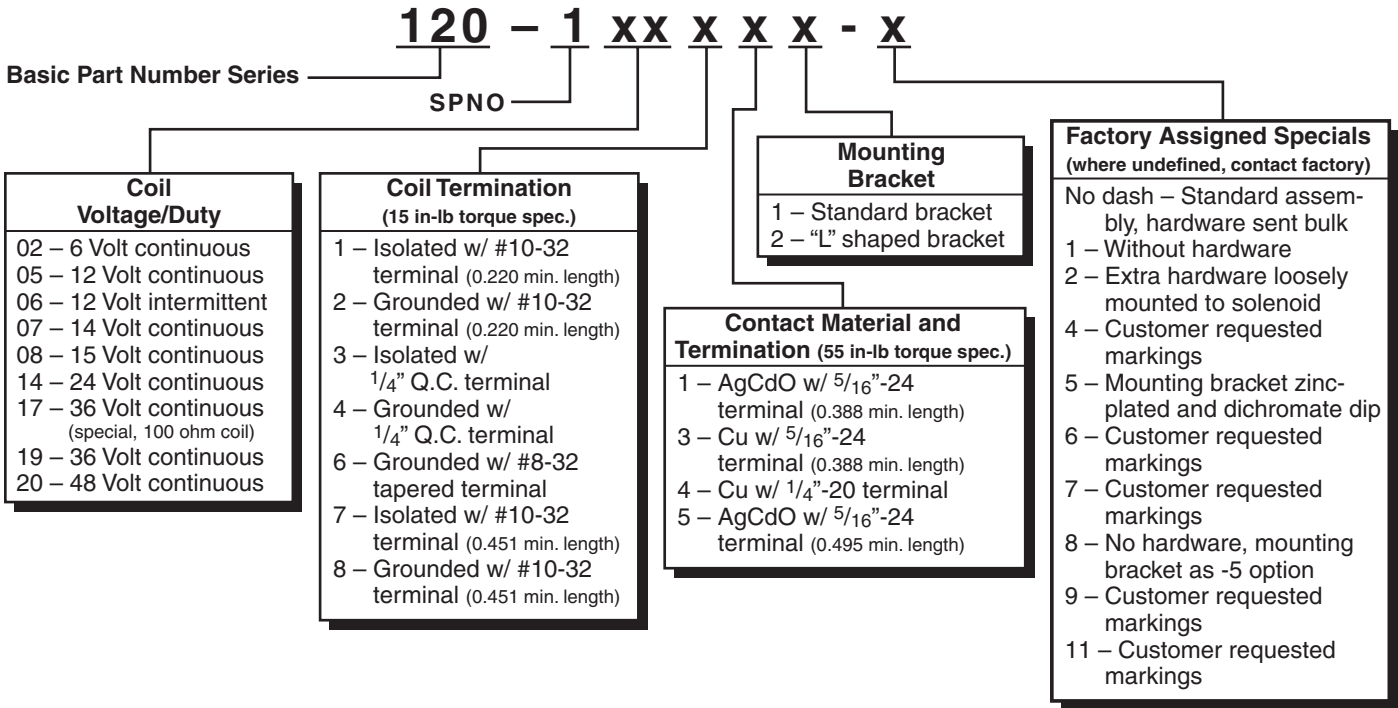 120 – 1 xx x x x - x
Basic Part Number Series
SPNO
Coil
Voltage/Duty
02 – 6 Volt continuous
05 – 12 Volt continuous
06 – 12 Volt intermittent
07 – 14 Volt continuous
08 – 15 Volt continuous
14 – 24 Volt continuous
17 – 36 Volt continuous
(special, 100 ohm coil)
19 – 36 Volt continuous
20 – 48 Volt continuous
Coil Termination
(15 in-lb torque spec.)
1 – Isolated w/ #10-32
terminal (0.220 min. length)
2 – Grounded w/ #10-32
terminal (0.220 min. length)
3 – Isolated w/
1/4” Q.C. terminal
4 – Grounded w/
1/4” Q.C. terminal
6 – Grounded w/ #8-32
tapered terminal
7 – Isolated w/ #10-32
terminal (0.451 min. length)
8 – Grounded w/ #10-32
terminal (0.451 min. length)
Mounting
Bracket
1 – Standard bracket
2 – “L” shaped bracket
Contact Material and
Termination (55 in-lb torque spec.)
1 – AgCdO w/ 5/16”-24
terminal (0.388 min. length)
3 – Cu w/ 5/16”-24
terminal (0.388 min. length)
4 – Cu w/ 1/4”-20 terminal
5 – AgCdO w/ 5/16”-24
terminal (0.495 min. length)
Factory Assigned Specials
(where undefined, contact factory)
No dash – Standard assem-
bly, hardware sent bulk
1 – Without hardware
2 – Extra hardware loosely
mounted to solenoid
4 – Customer requested
markings
5 – Mounting bracket zinc-
plated and dichromate dip
6 – Customer requested
markings
7 – Customer requested
markings
8 – No hardware, mounting
bracket as -5 option
9 – Customer requested
markings
11 – Customer requested
markings